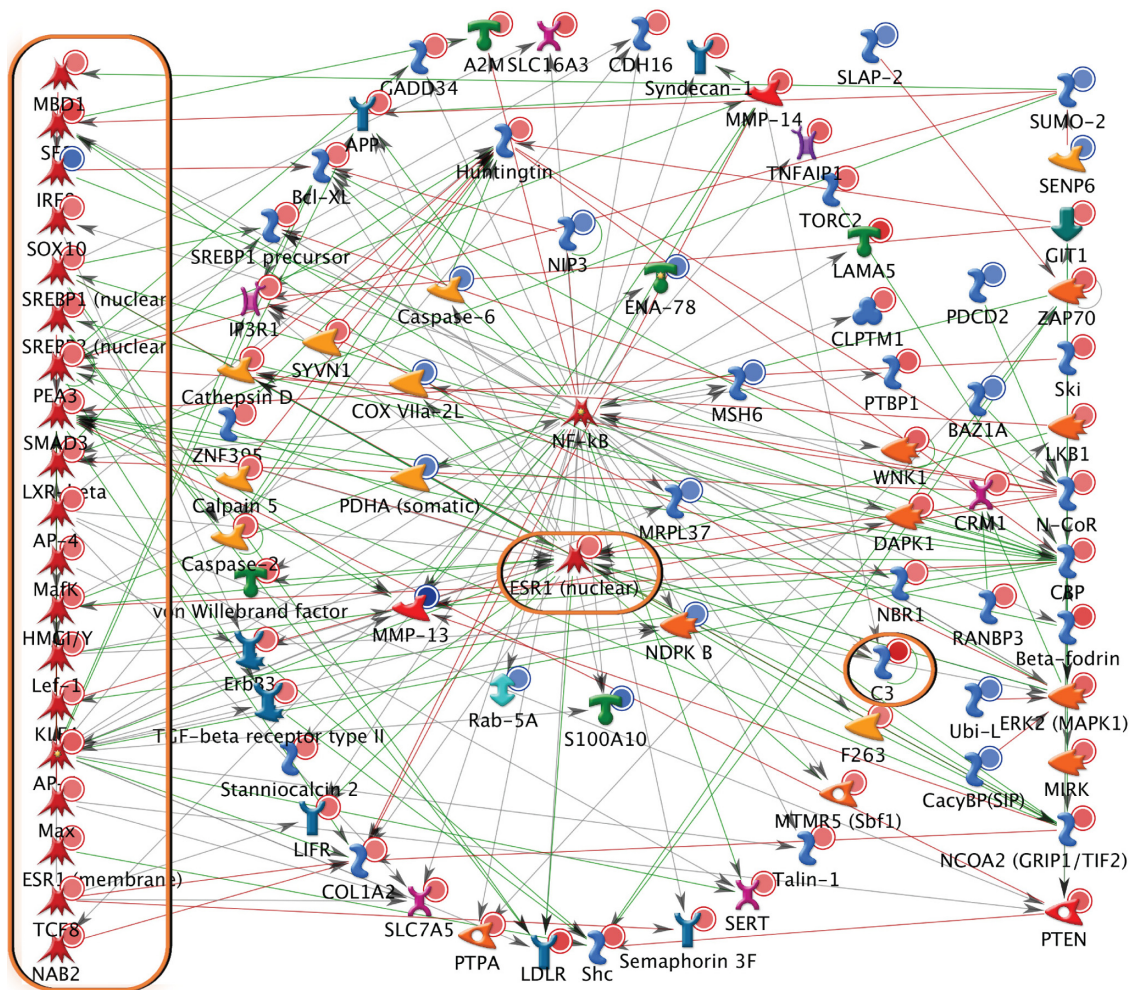 A2M
SLC16A3
CDH16
GADD34
Syndecan-1
SLAP-2
MBD1
APP
MMP-14
SUMO-2
Huntingtin
TNFAIP1
SENP6
Bcl-XL
TORC2
SOX10
SREBP1 precursor
NIP3
LAMA5
GIT1
SREBP1 (nuclear
IP3R1
Caspase-6
ENA-78
PDCD2
ZAP70
CLPTM1
(nuclear
SYVN1
PEA3
Cathepsin D
COX VIIa-2L
MSH6
PTBP1
Ski
BAZ1A
SMAD3
ZNF395
NF-kB
LKB1
WNK1
LXR-beta
Calpain 5
PDHA (somatic)
MRPL37
CRM1
N-CoR
AP-4
DAPK1
Caspase-2
MafK
ESR1 (nuclear)
CBP
von Willebrand factor
NBR1
RANBP3
HMGI/Y
MMP-13
NDPK B
Beta-fodrin
Lef-1
ErbB3
C3
Rab-5A
S100A10
Ubi-L
ERK2 (MAPK1)
TGF-beta receptor type II
F263
Stanniocalcin 2
CacyBP(SIP)
MIRK
Max
LIFR
MTMR5 (Sbf1)
NCOA2 (GRIP1/TIF2)
ESR1 (membrane)
COL1A2
Talin-1
TCF8
SLC7A5
SERT
PTEN
NAB2
PTPA
LDLR
Shc
Semaphorin 3F